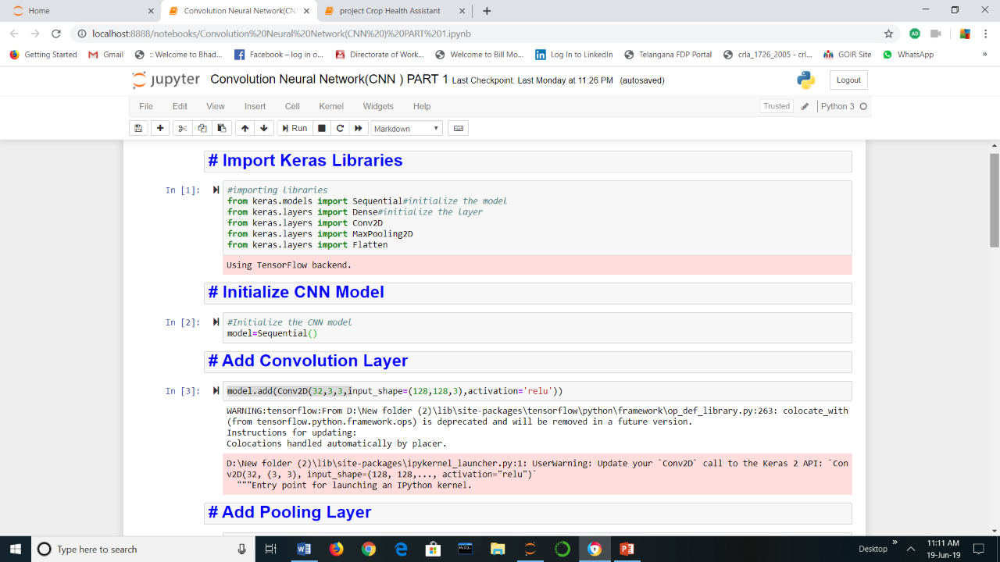 Home
Convolution Neural Network(CN
project Crop Health Assistant
localhost:8888/notebooks/Convolution%20Neural%20Network(CNN%20)%20PART%201.ipynb
Getting Started Gmail :: Welcome to Bhad... Facebook – log in o... Directorate of Work... Welcome to Bill Mo... Log In to LinkedIn Telangana FDP Portal crla_1726_2005 - crl... GOIR Site WhatsApp »
jupyter Convolution Neural Network(CNN ) PART 1 Last Checkpoint: Last Monday at 11:26 PM (autosaved) Logout
File Edit View Insert Cell Kernel Widgets Help Trusted Python 3
Run Markdown
# Import Keras Libraries
In [1]: #importing libraries
from keras.models import Sequential#initialize the model
from keras.layers import Dense#initialize the layer
from keras.layers import Conv2D
from keras.layers import MaxPooling2D
from keras.layers import Flatten
Using TensorFlow backend.
# Initialize CNN Model
In [2]: #Initialize the CNN model
model=Sequential()
# Add Convolution Layer
In [3]: model.add(Conv2D(32,3,3,input_shape=(128,128,3),activation='relu'))
WARNING:tensorflow:From D:\New folder (2)\lib\site-packages\tensorflow\python\framework\op_def_library.py:263: colocate_with
(from tensorflow.python.framework.ops) is deprecated and will be removed in a future version.
Instructions for updating:
Colocations handled automatically by placer.
D:\New folder (2)\lib\site-packages\ipykernel_launcher.py:1: UserWarning: Update your `Conv2D` call to the Keras 2 API: `Con
v2D(32, (3, 3), input_shape=(128, 128,..., activation="relu")`
"""Entry point for launching an IPython kernel.
# Add Pooling Layer
Type here to search Desktop » 11:11 AM
19-Jun-19